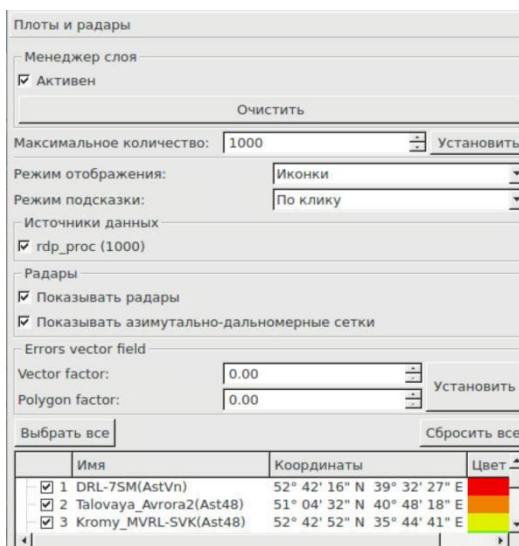 Плоты и радары
Менеджер слоя
Активен
Очистить
Максимальное количество: 1000 Установить
Режим отображения: Иконки
Режим подсказки: По клику
Источники данных
rdp_proc (1000)
Радары
Показывать радары
Показывать азимутально-дальномерные сетки
Errors vector field
Vector factor: 0.00
Установить
Polygon factor: 0.00
Выбрать все Сбросить все
Имя Координаты Цвет
1 DRL-7SM(AstVn) 52° 42' 16" N 39° 32' 27" E
2 Talovaya_Avrora2(Ast48) 51° 04' 32" N 40° 48' 18" E
3 Kromy_MVRL-SVK(Ast48) 52° 42' 52" N 35° 44' 41" E